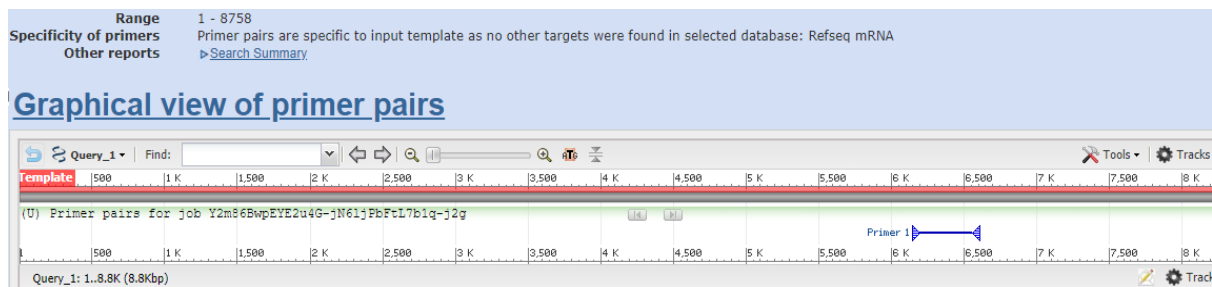 Range 1 - 8758
Specificity of primers Primer pairs are specific to input template as no other targets were found in selected database: Refseq mRNA
Other reports Search Summary
Graphical view of primer pairs
Query_1 Find: Tools Tracks
Template 500 1 K 1,500 2 K 2,500 3 K 3,500 4 K 4,500 5 K 5,500 6 K 6,500 7 K 7,500 8 K
(U) Primer pairs for job Y2m86BwpEYE2u4G-jN6ljPbFtL7b1q-j2g
Primer 1
1 500 1 K 1,500 2 K 2,500 3 K 3,500 4 K 4,500 5 K 5,500 6 K 6,500 7 K 7,500 8 K
Query_1: 1..8.8K (8.8Kbp) Track